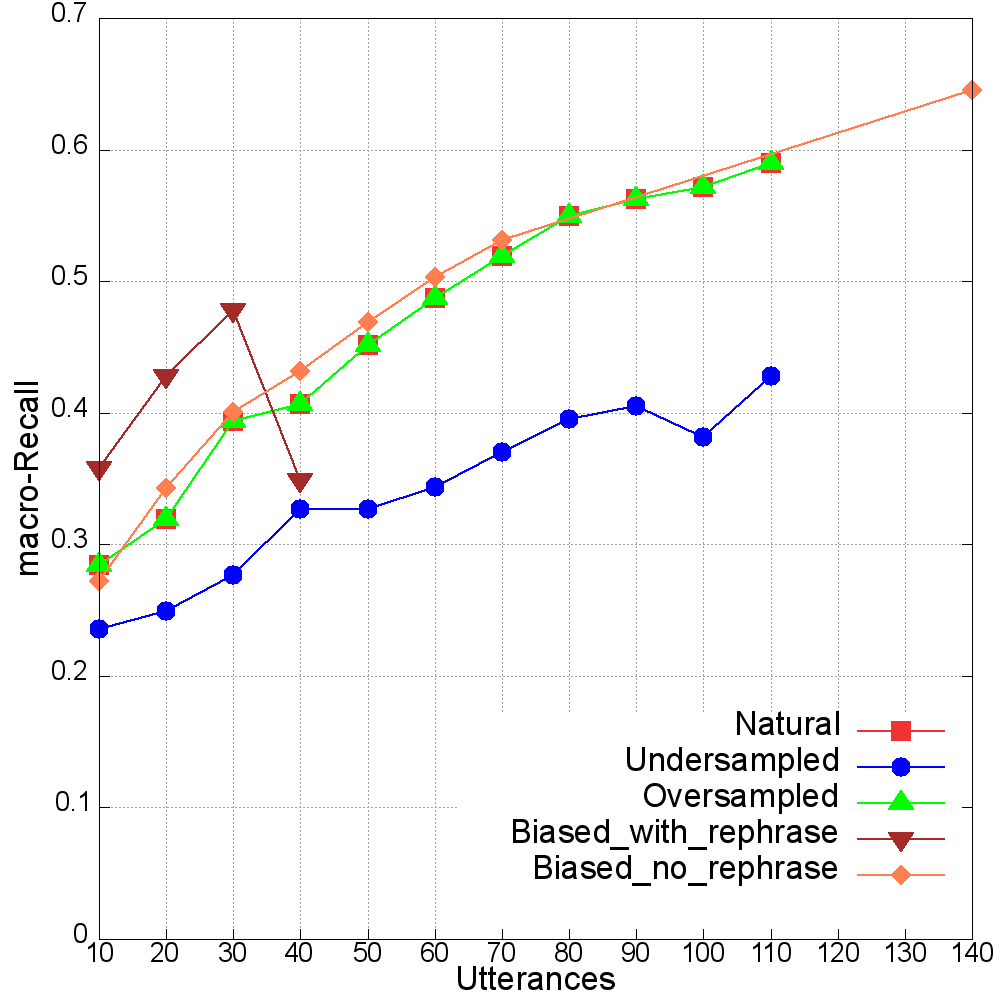 0.7
0.6
0.5
0.4
0.3
0.2
0.1
0
macro-Recall
Natural
Undersampled
Oversampled
Biased_with_rephrase
Biased_no_rephrase
10 20 30 40 50 60 70 80 90 100 110 120 130 140
Utterances